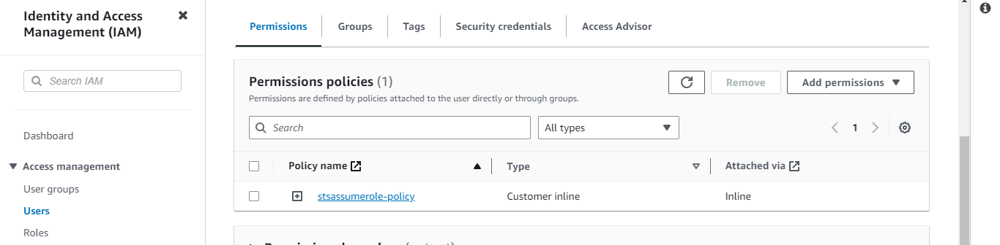 Identity and Access
Management (IAM)
Search IAM
Dashboard
Access management
User groups
Users
Roles
Permissions Groups Tags Security credentials Access Advisor
Permissions policies (1)
Permissions are defined by policies attached to the user directly or through groups.
Remove Add permissions
Search All types 1
Policy name Type Attached via
stsassumerole-policy Customer inline Inline